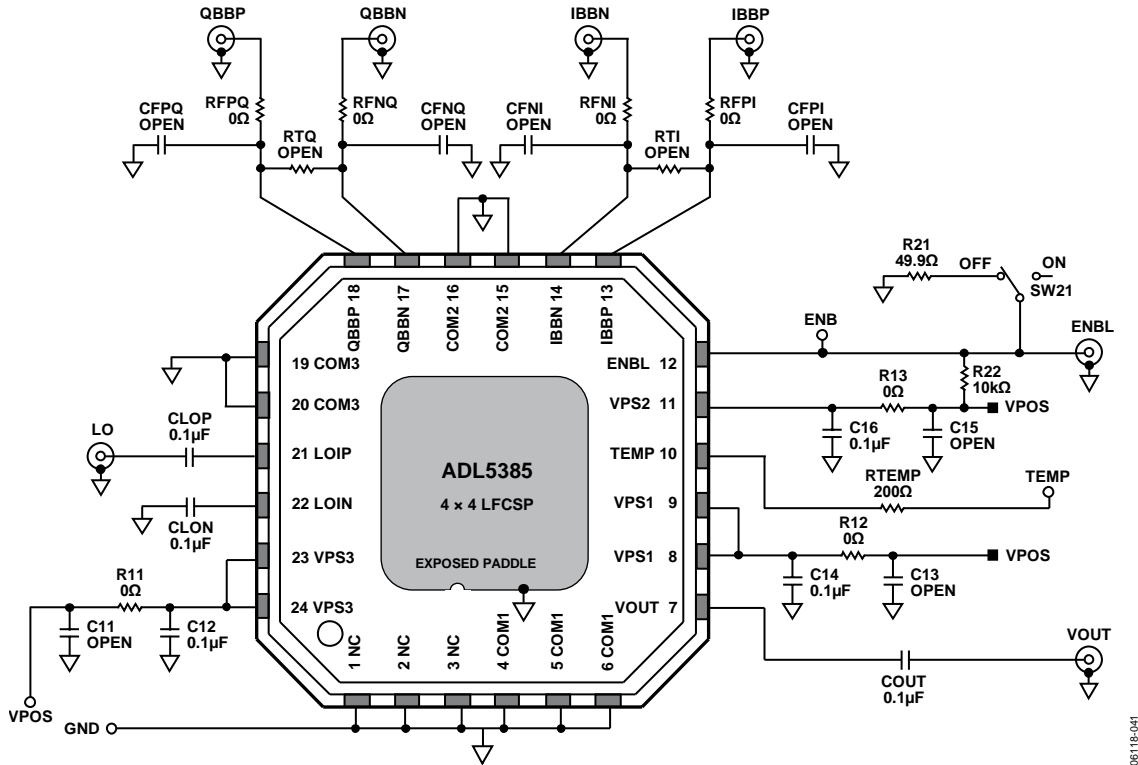 QBBP
QBBN
IBBN
IBBP
CFPQ
OPEN
RFPQ
0Ω
RTQ
OPEN
RFNQ
0Ω
CFNQ
OPEN
CFNI
OPEN
RFNI
0Ω
RTI
OPEN
RFPI
0Ω
CFPI
OPEN
R21
49.9Ω
OFF
ON
SW21
QBBP 18
QBBN 17
COM2 16
COM2 15
IBBN 14
IBBP 13
ENB
ENBL
19 COM3
20 COM3
21 LOIP
22 LOIN
23 VPS3
24 VPS3
ENBL 12
VPS2 11
TEMP 10
VPS1 9
VPS1 8
VOUT 7
R22
10kΩ
R13
0Ω
VPOS
C16
0.1µF
C15
OPEN
LO
CLOP
0.1µF
CLON
0.1µF
ADL5385
4 × 4 LFCSP
EXPOSED PADDLE
RTEMP
200Ω
TEMP
R12
0Ω
VPOS
C14
0.1µF
C13
OPEN
R11
0Ω
C11
OPEN
C12
0.1µF
VPOS
1 NC
2 NC
3 NC
4 COM1
5 COM1
6 COM1
VOUT
COUT
0.1µF
GND
06118-041